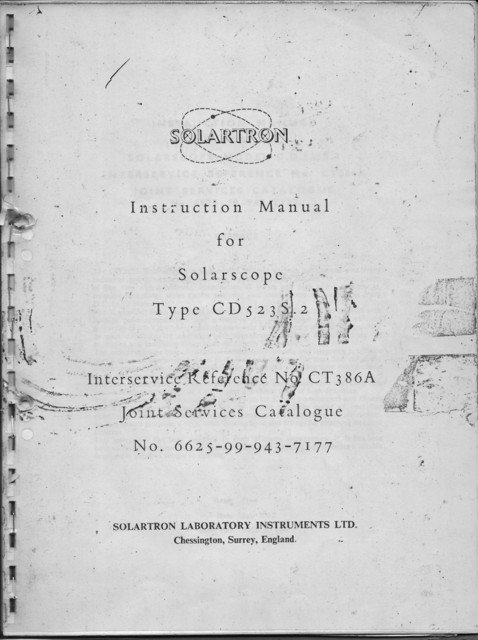 SOLARTRON
Instruction Manual
for
Solarscope
Type CD523S.2
Interservice Reference No. CT386A
Joint Services Catalogue
No. 6625-99-943-7177
SOLARTRON LABORATORY INSTRUMENTS LTD.
Chessington, Surrey, England.